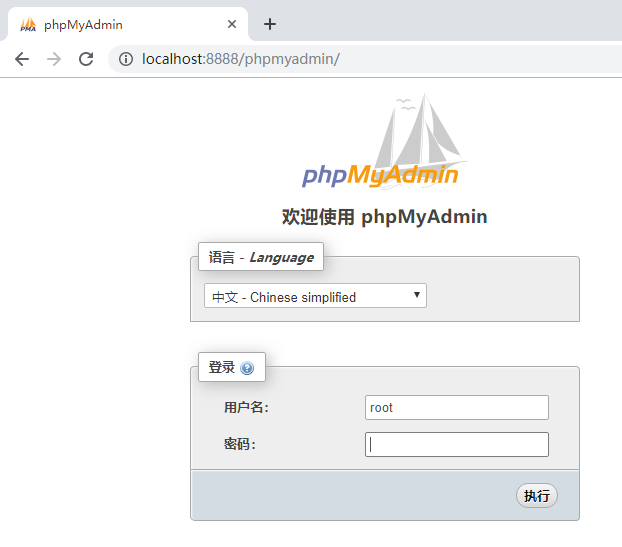 PMA phpMyAdmin
localhost:8888/phpmyadmin/
phpMyAdmin
欢迎使用 phpMyAdmin
语言 - Language
中文 - Chinese simplified
登录 ?
用户名： root
密码：
执行